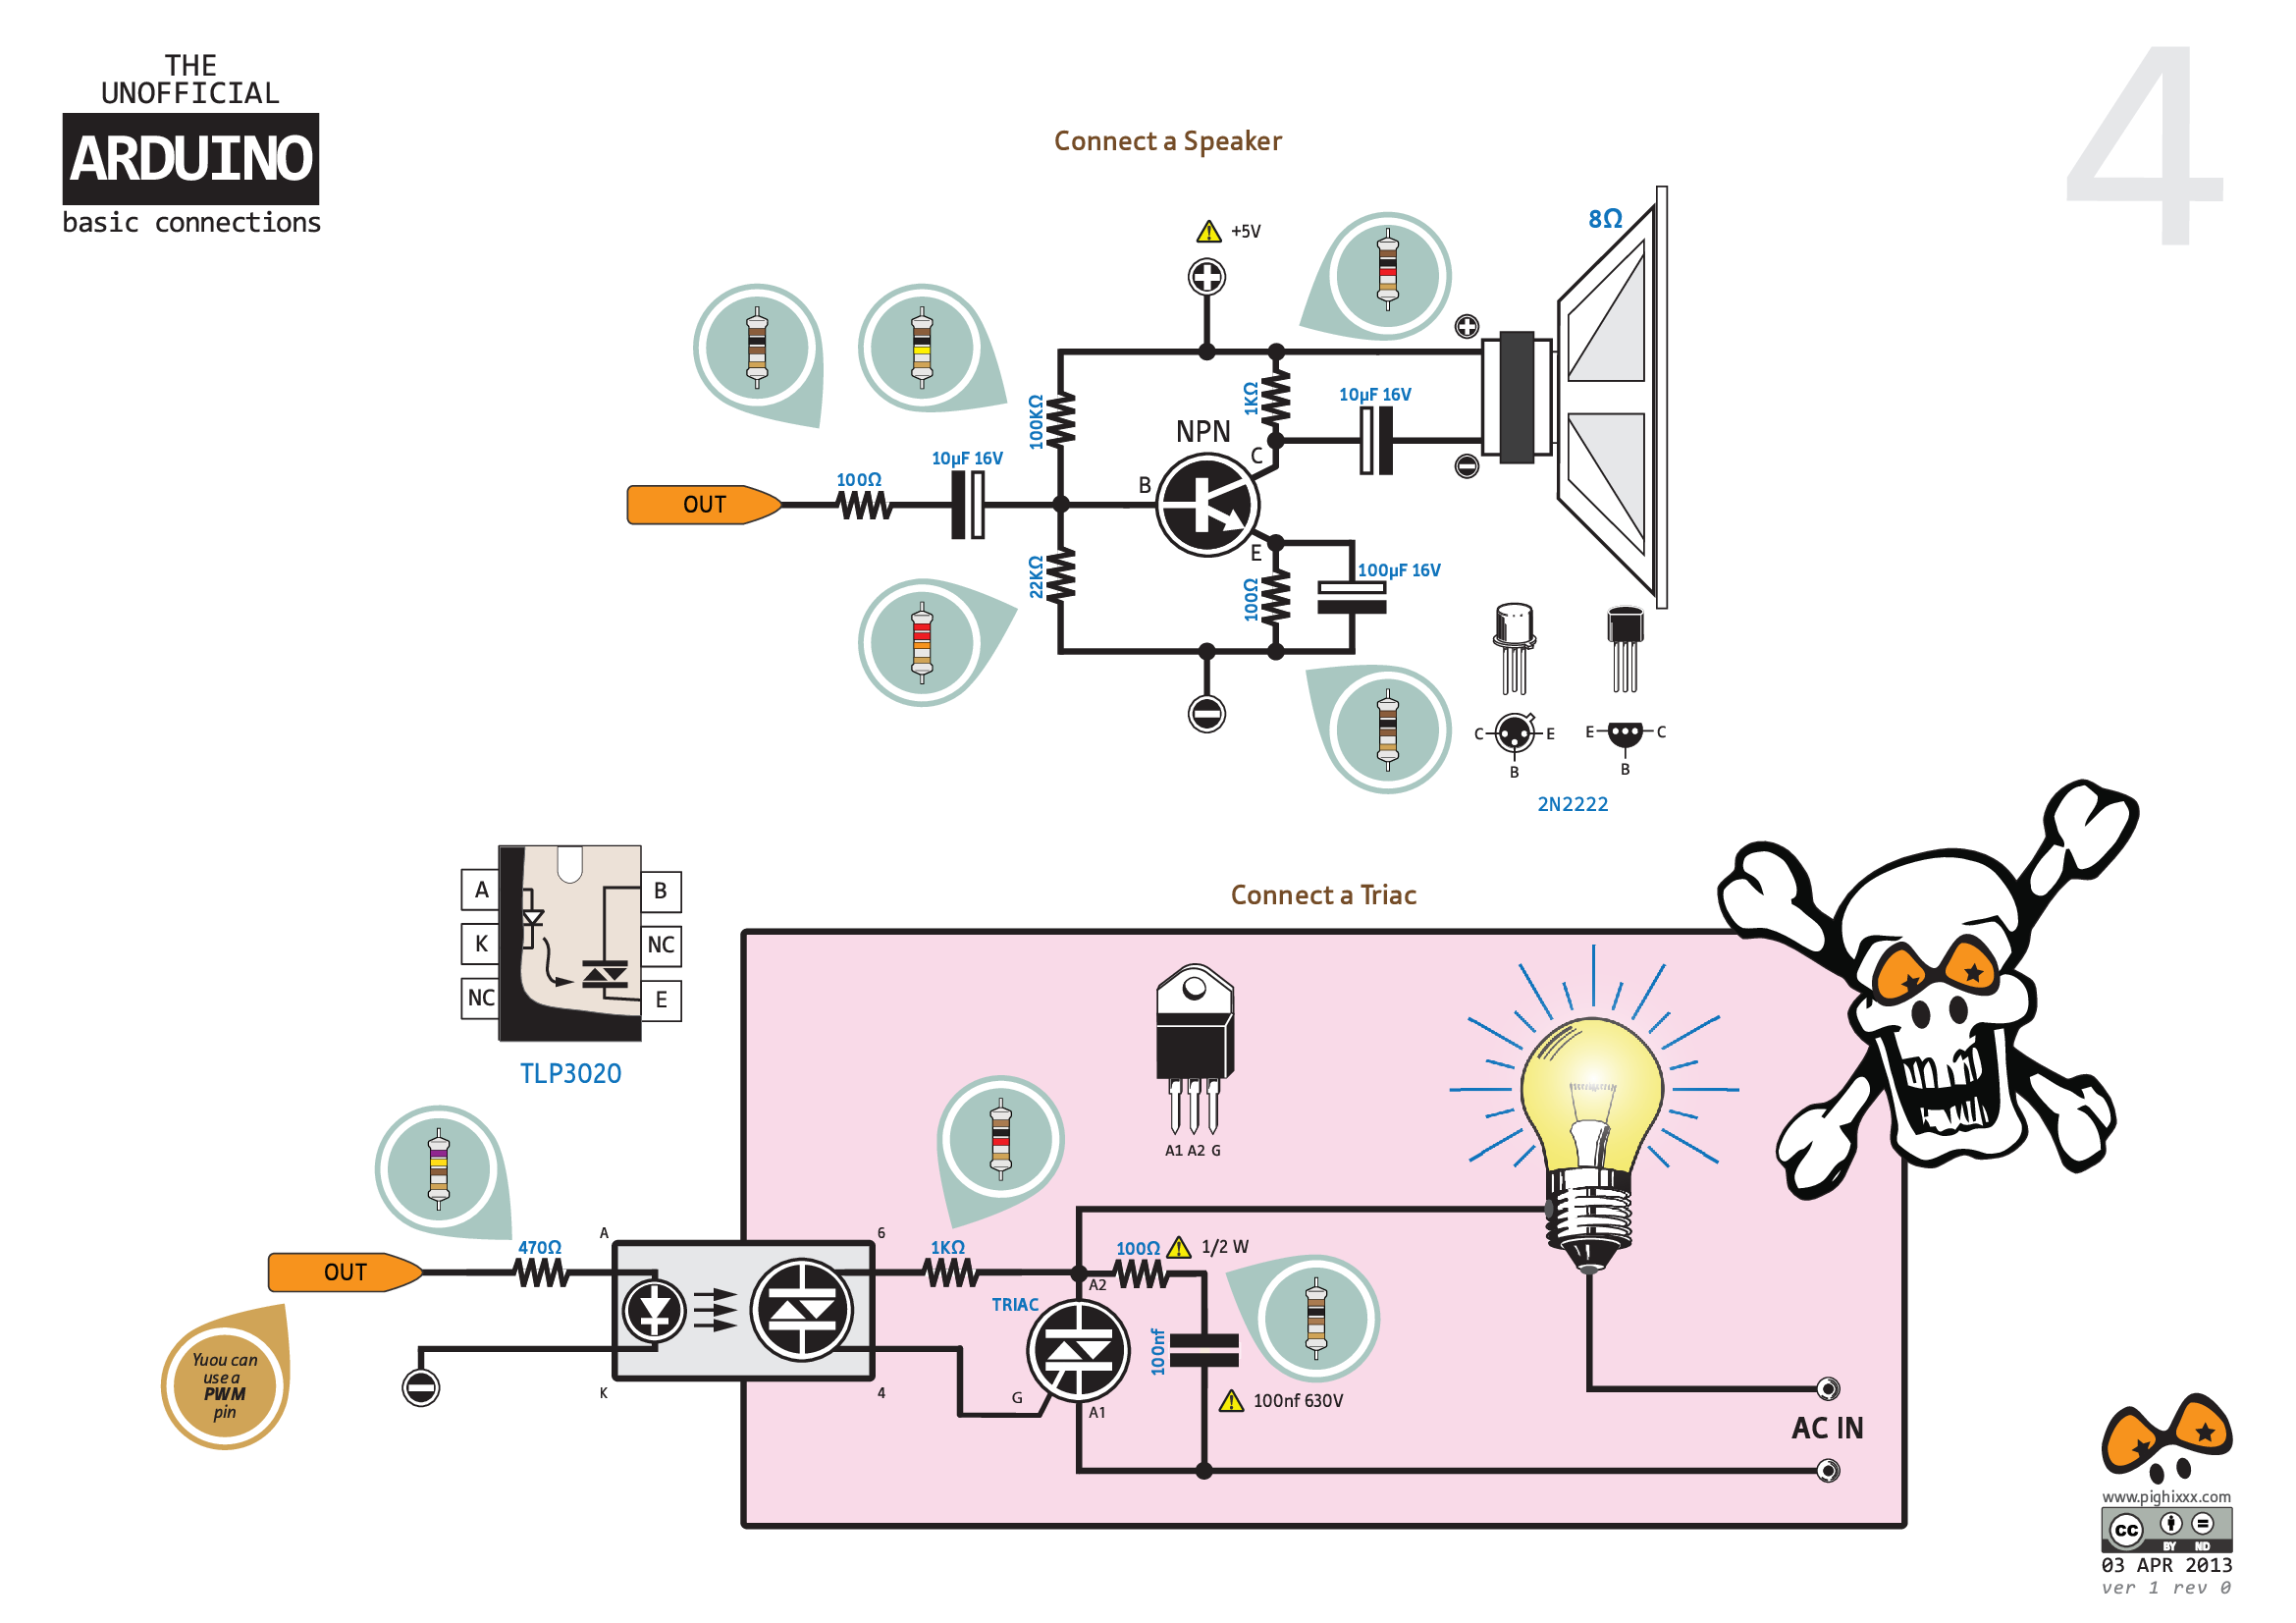 THE
UNOFFICIAL
ARDUINO
basic connections
4
Connect a Speaker
+5V
8Ω
1KΩ
10µF 16V
100KΩ
NPN
C
B
10µF 16V
100Ω
OUT
E
22KΩ
100Ω
100µF 16V
C E
B
E C
B
2N2222
A
B
K
NC
NC
E
TLP3020
Connect a Triac
A1 A2 G
A
6
470Ω
1KΩ
100Ω
1/2 W
OUT
A2
TRIAC
100nf
Yuou can
use a
PWM
pin
K
4
G
A1
100nf 630V
AC IN
www.pighixxx.com
cc
BY ND
03 APR 2013
ver 1 rev 0